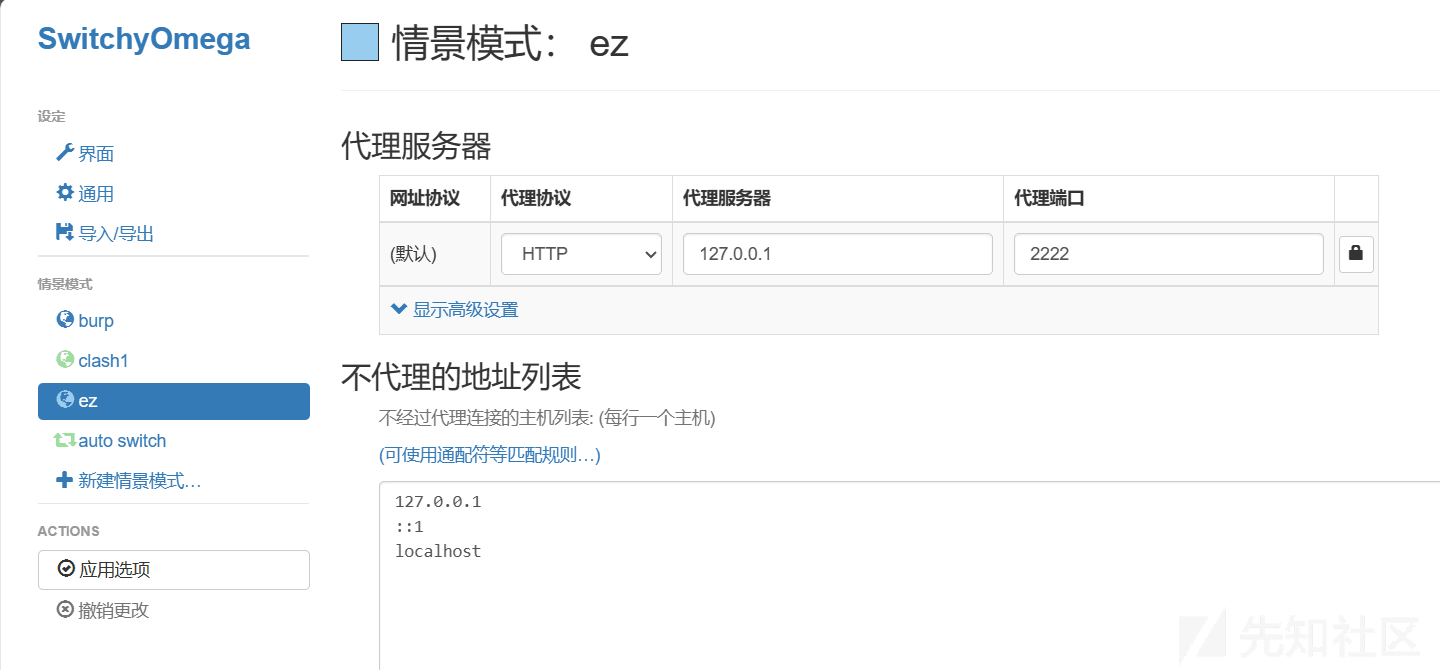 SwitchyOmega
设定
界面
通用
导入/导出
情景模式
burp
clash1
ez
auto switch
新建情景模式…
ACTIONS
应用选项
撤销更改
情景模式： ez
代理服务器
网址协议 代理协议 代理服务器 代理端口
(默认) HTTP 127.0.0.1 2222
显示高级设置
不代理的地址列表
不经过代理连接的主机列表: (每行一个主机)
(可使用通配符等匹配规则…)
127.0.0.1
::1
localhost
先知社区